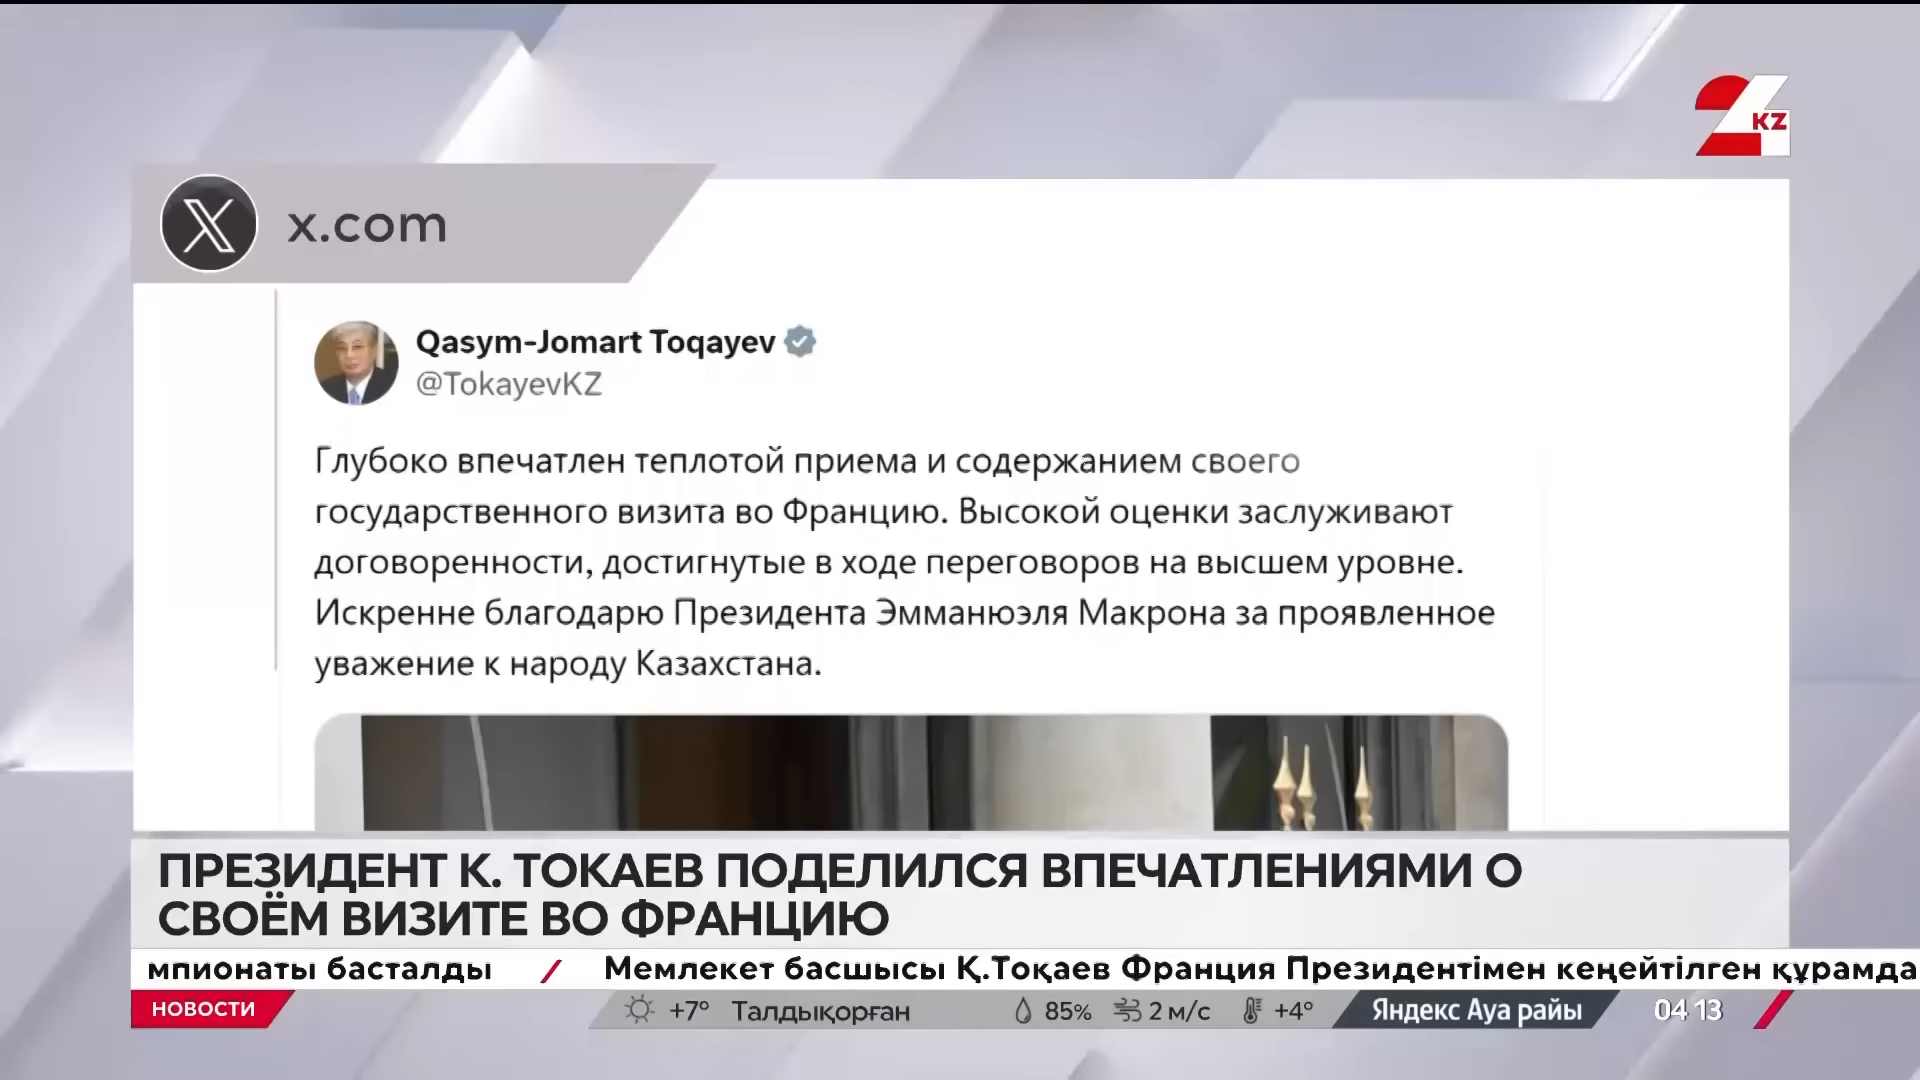 24 KZ
x.com
Qasym-Jomart Toqayev
@TokayevKZ
Глубоко впечатлен теплотой приема и содержанием своего
государственного визита во Францию. Высокой оценки заслуживают
договоренности, достигнутые в ходе переговоров на высшем уровне.
Искренне благодарю Президента Эмманюэля Макрона за проявленное
уважение к народу Казахстана.
ПРЕЗИДЕНТ К. ТОКАЕВ ПОДЕЛИЛСЯ ВПЕЧАТЛЕНИЯМИ О
СВОЁМ ВИЗИТЕ ВО ФРАНЦИЮ
мпионаты басталды / Мемлекет басшысы Қ.Тоқаев Франция Президентімен кеңейтілген құрамда
НОВОСТИ +7° Талдықорған 85% 2 м/с +4° Яндекс Ауа райы 04 13